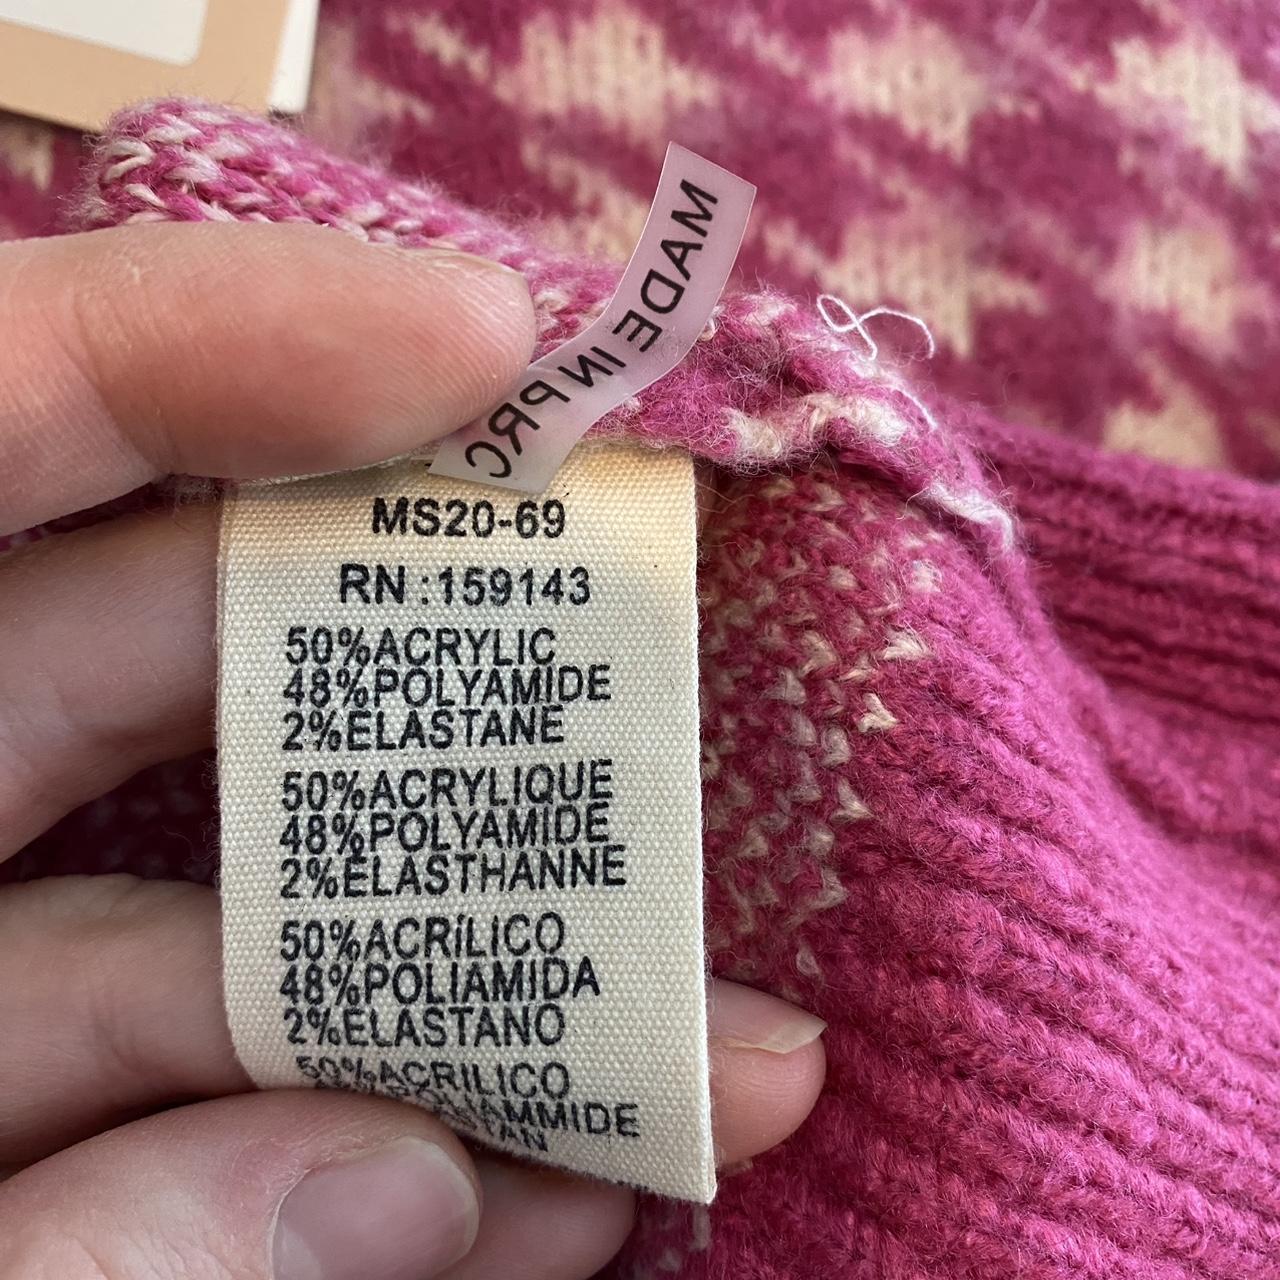 MADE IN PRC
MS20-69
RN :159143
50%ACRYLIC
48%POLYAMIDE
2%ELASTANE
50%ACRYLIQUE
48%POLYAMIDE
2%ÉLASTHANNE
50%ACRÍLICO
48%POLIAMIDA
2%ELASTANO
50%ACRILICO